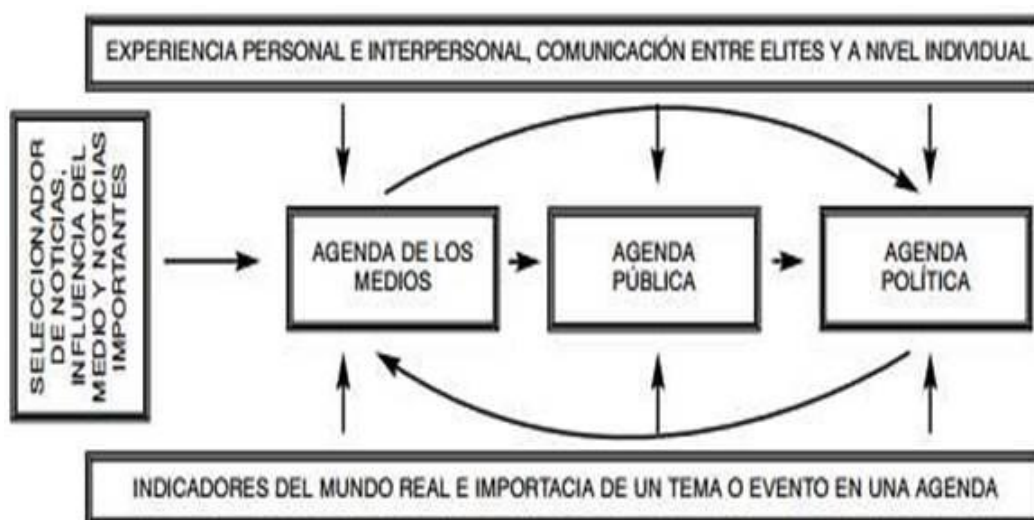 EXPERIENCIA PERSONAL E INTERPERSONAL, COMUNICACIÓN ENTRE ELITES Y A NIVEL INDIVIDUAL
SELECCIONADOR
DE NOTICIAS,
INFLUENCIA DEL
MEDIO Y NOTICIAS
IMPORTANTES
AGENDA DE LOS
MEDIOS
AGENDA
PÚBLICA
AGENDA
POLÍTICA
INDICADORES DEL MUNDO REAL E IMPORTACIA DE UN TEMA O EVENTO EN UNA AGENDA